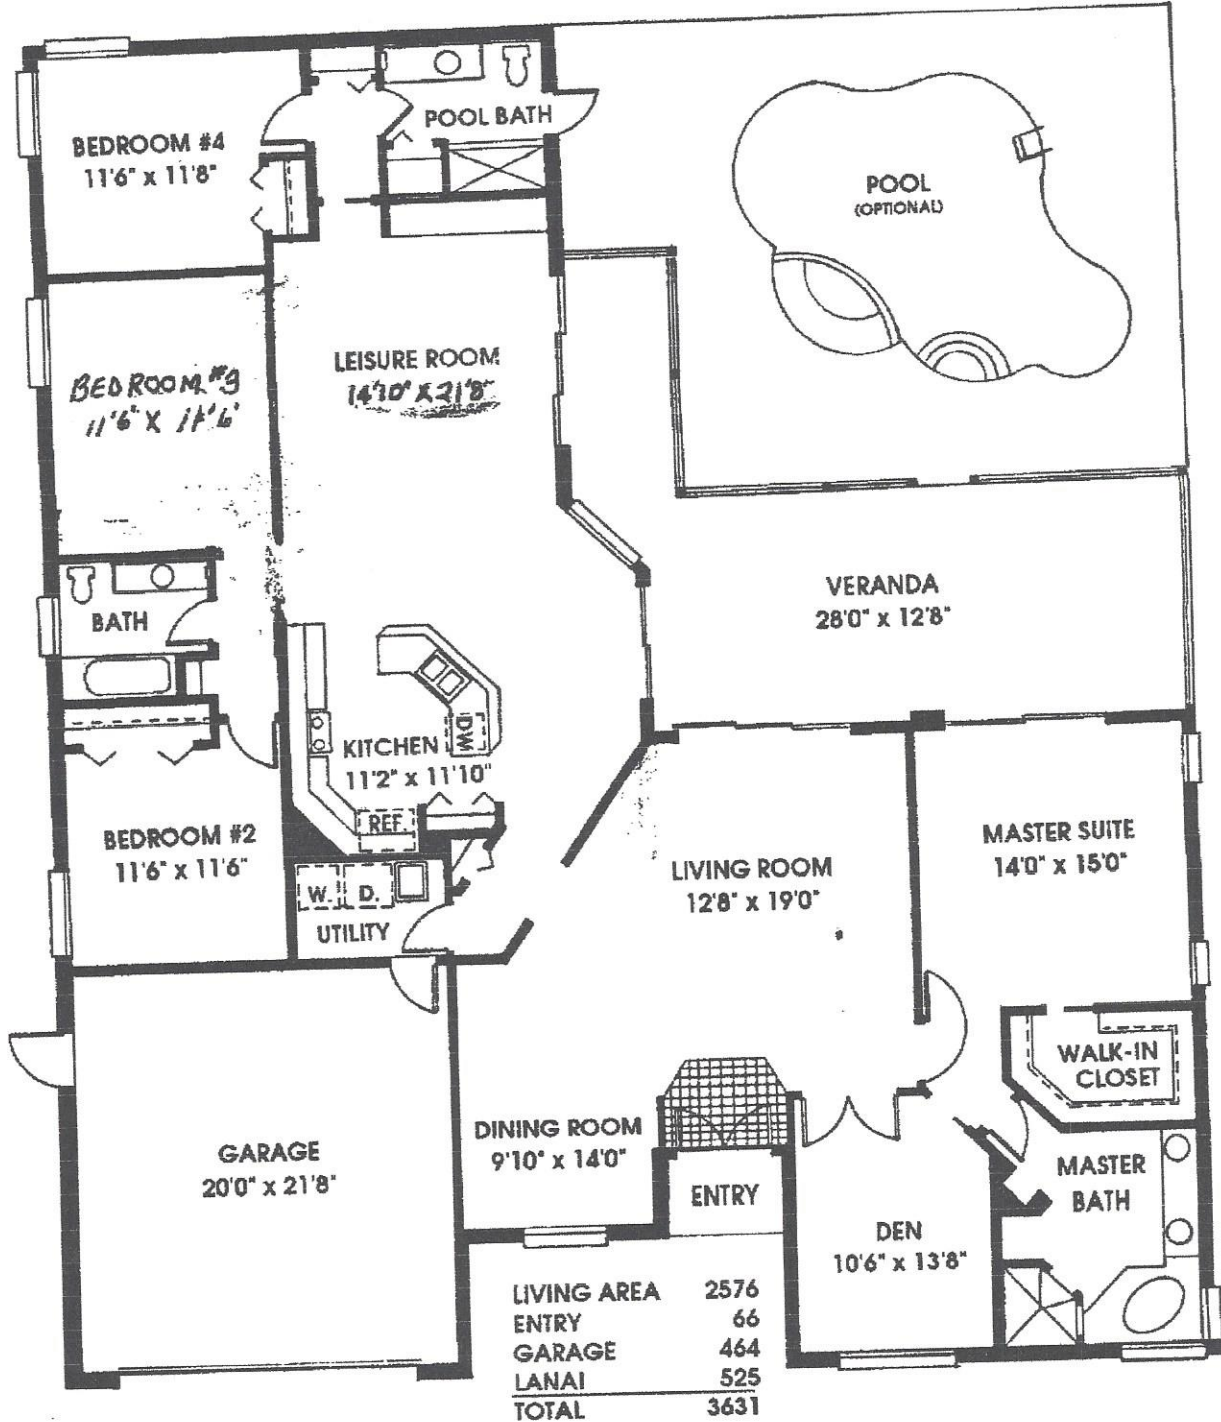 BEDROOM #4
11'6" x 11'8"
POOL BATH
POOL
(OPTIONAL)
LEISURE ROOM
14'10" X 21'8"
BEDROOM #3
11'6" X 11'6"
VERANDA
28'0" x 12'8"
BATH
KITCHEN
11'2" x 11'10"
DW
REF.
BEDROOM #2
11'6" x 11'6"
W.
D.
UTILITY
LIVING ROOM
12'8" x 19'0"
MASTER SUITE
14'0" x 15'0"
WALK-IN
CLOSET
GARAGE
20'0" x 21'8"
DINING ROOM
9'10" x 14'0"
ENTRY
DEN
10'6" x 13'8"
MASTER
BATH
LIVING AREA 2576
ENTRY 66
GARAGE 464
LANAI 525
TOTAL 3631